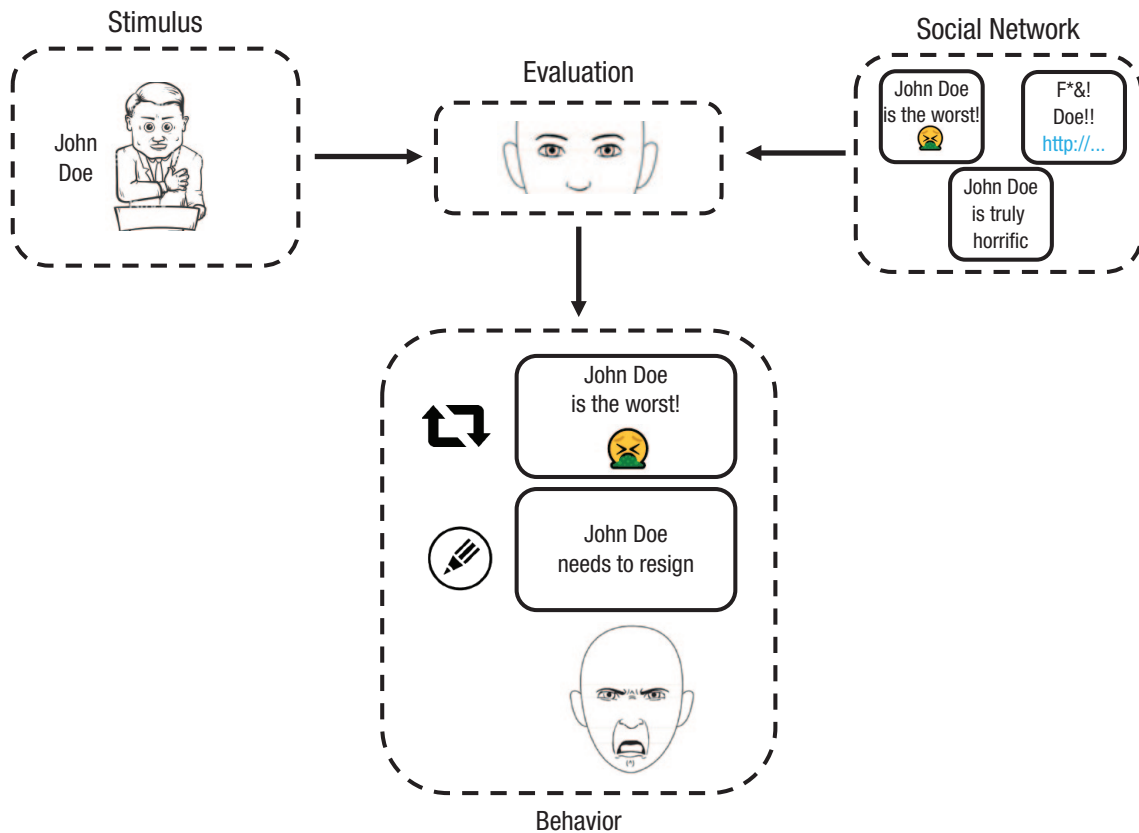 Stimulus
John
Doe
Evaluation
Social Network
John Doe
is the worst!
F*&!
Doe!!
http://...
John Doe
is truly
horrific
John Doe
is the worst!
John Doe
needs to resign
Behavior